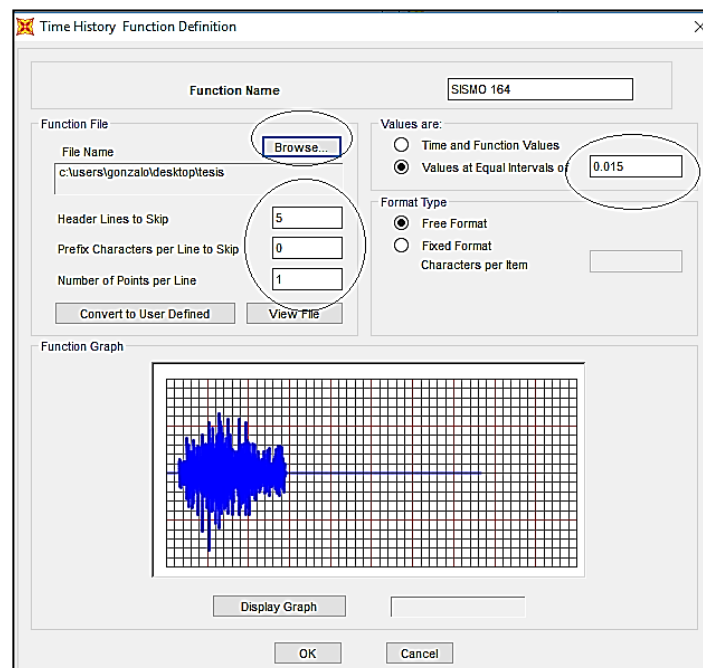 Time History Function Definition
Function Name
SISMO 164
Function File
File Name
Browse...
c:\users\gonzalo\desktop\tesis
Header Lines to Skip
5
Prefix Characters per Line to Skip
0
Number of Points per Line
1
Convert to User Defined
View File
Values are:
Time and Function Values
Values at Equal Intervals of
0.015
Format Type
Free Format
Fixed Format
Characters per Item
Function Graph
Display Graph
OK
Cancel